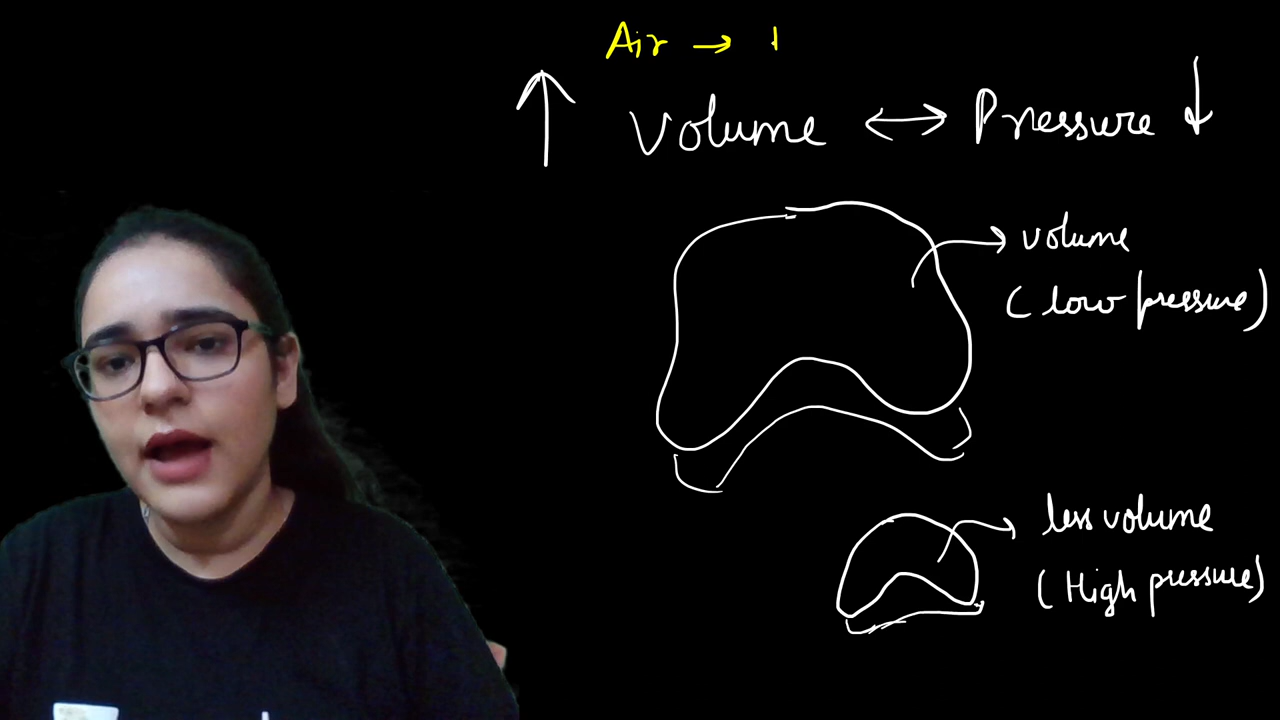 Air →
↑ Volume ↔ Pressure ↓
volume
(low pressure)
less volume
(High pressure)